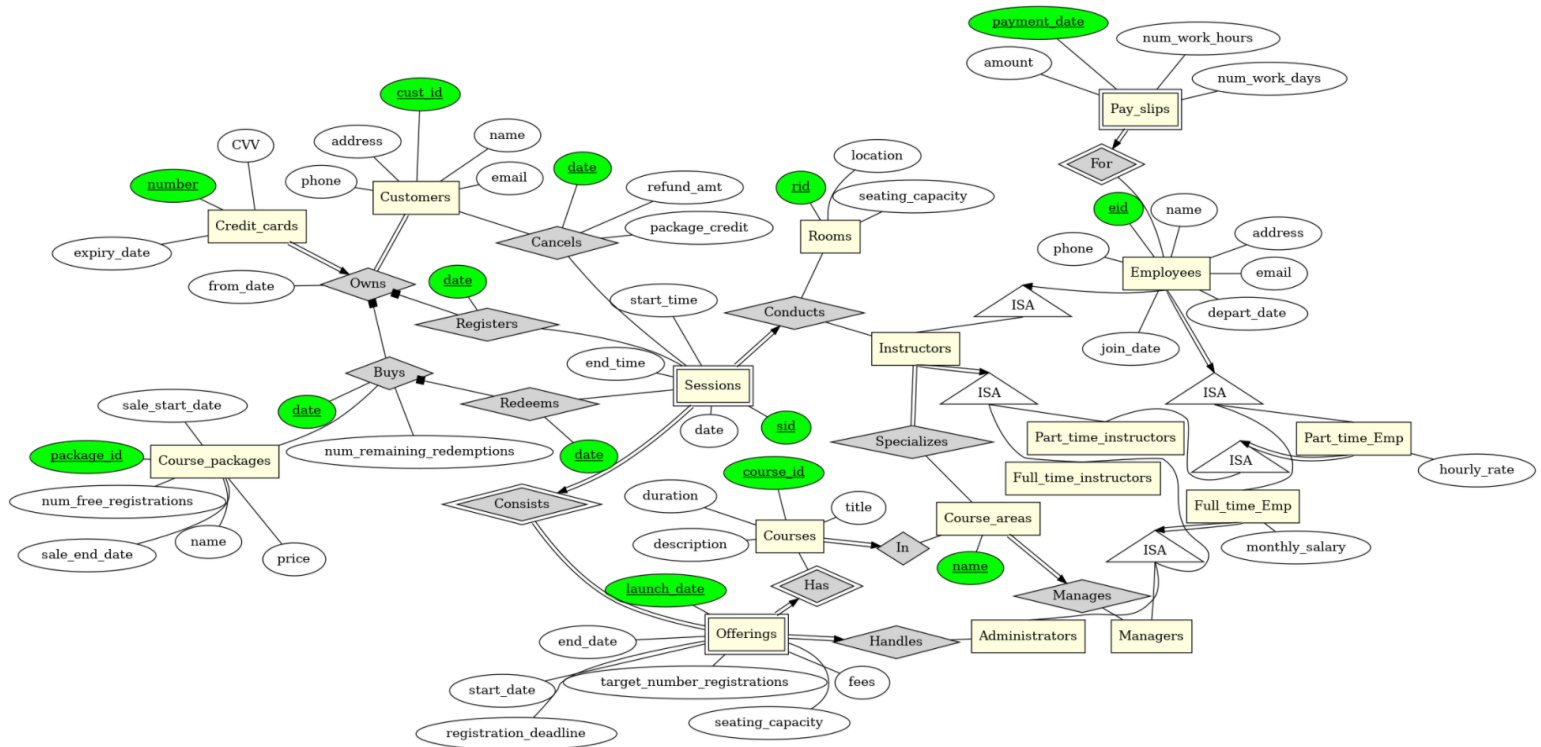 payment_date
num_work_hours
amount
num_work_days
Pay_slips
For
cust_id
address
name
phone
email
Customers
CVV
number
Credit_cards
expiry_date
from_date
Owns
date
refund_amt
package_credit
Cancels
date
Registers
location
rid
seating_capacity
Rooms
Conducts
eid
name
address
phone
email
Employees
depart_date
join_date
ISA
Instructors
start_time
end_time
Sessions
date
sid
Buys
date
num_remaining_redemptions
Redeems
date
sale_start_date
package_id
Course_packages
num_free_registrations
sale_end_date
name
price
ISA
ISA
Specializes
Part_time_instructors
Part_time_Emp
ISA
hourly_rate
Full_time_instructors
Full_time_Emp
monthly_salary
Consists
course_id
duration
title
description
Courses
In
Course_areas
name
ISA
Has
Manages
launch_date
Offerings
Handles
Administrators
Managers
end_date
start_date
target_number_registrations
fees
registration_deadline
seating_capacity